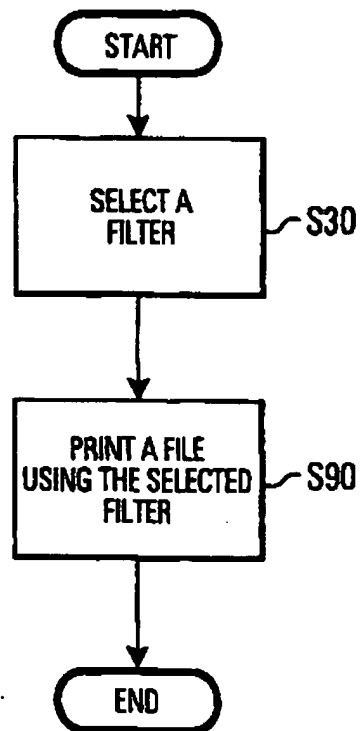 START
SELECT A
FILTER
S30
PRINT A FILE
USING THE SELECTED
FILTER
S90
END